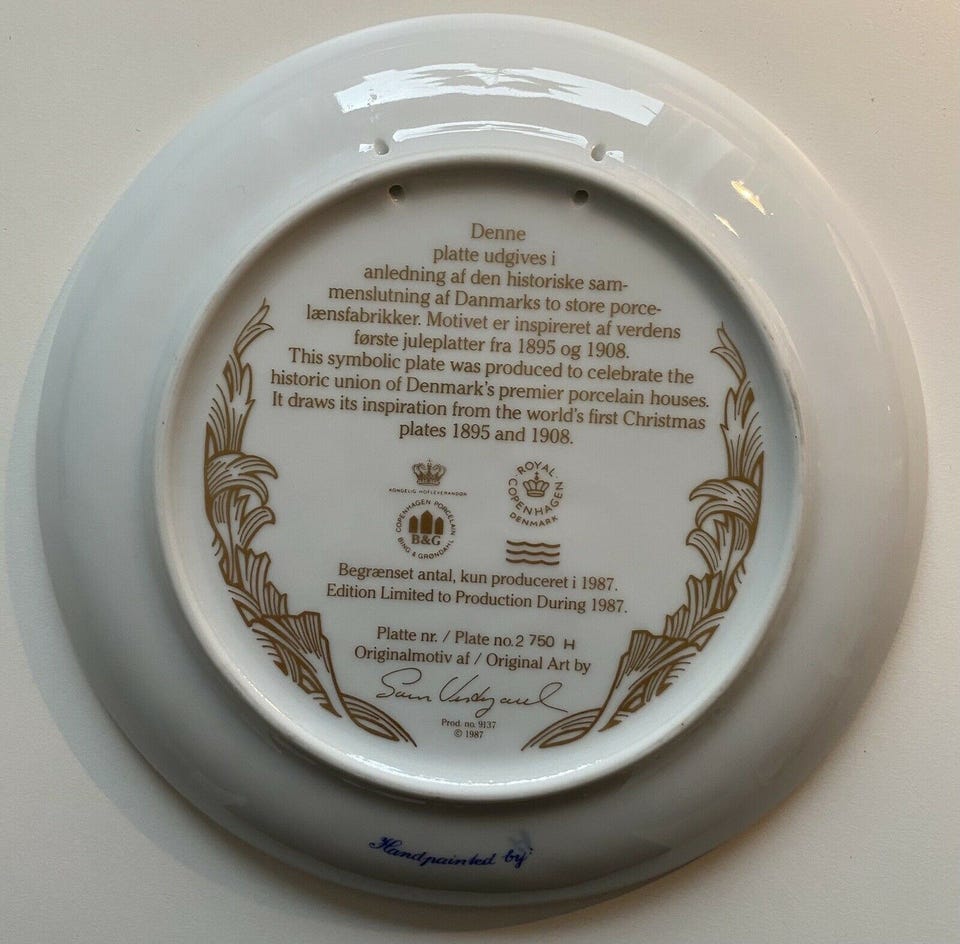 Denne
platte udgives i
anledning af den historiske sam-
menslutning af Danmarks to store porce-
lænsfabrikker. Motivet er inspireret af verdens
første juleplatter fra 1895 og 1908.
This symbolic plate was produced to celebrate the
historic union of Denmark's premier porcelain houses.
It draws its inspiration from the world's first Christmas
plates 1895 and 1908.
KONGELIG HOFLEVERANDØR
COPENHAGEN PORCELAIN
B&G
BING & GRØNDAHL
ROYAL
COPENHAGEN
DENMARK
Begrænset antal, kun produceret i 1987.
Edition Limited to Production During 1987.
Platte nr. / Plate no. 2 750 H
Originalmotiv af / Original Art by
Prod. no. 9137
© 1987
Handpainted by